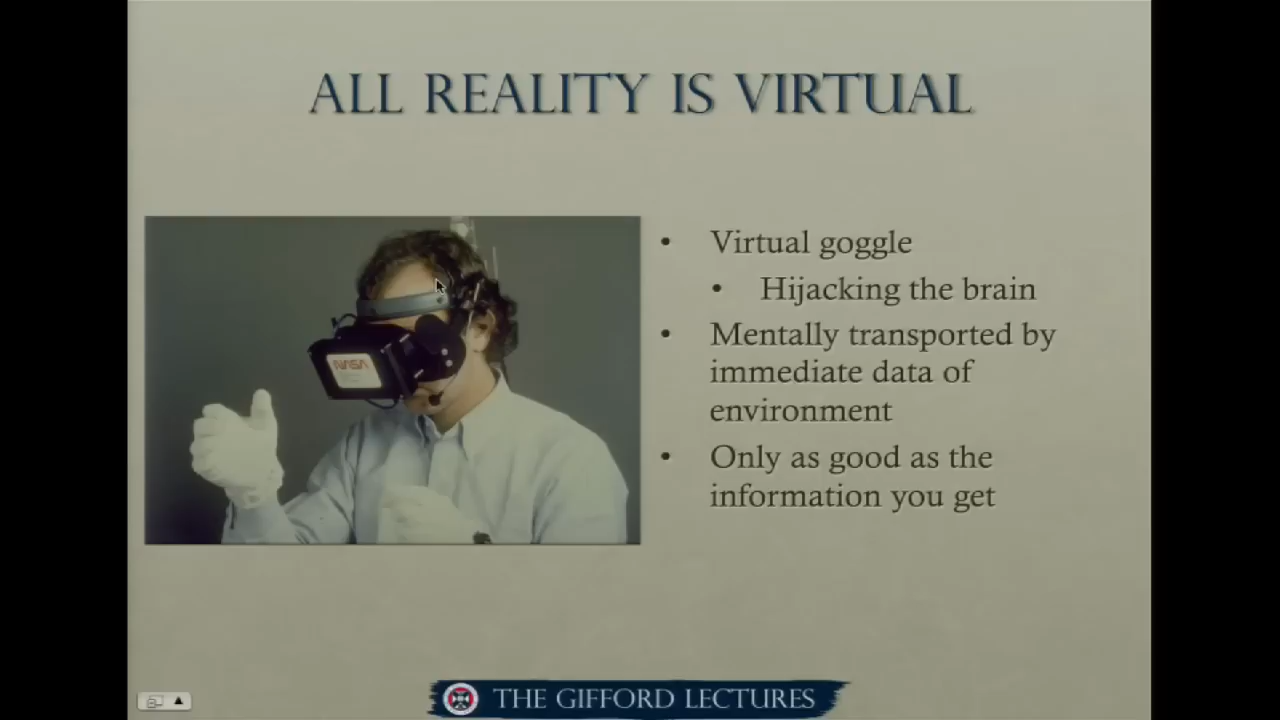 ALL REALITY IS VIRTUAL
• Virtual goggle
• Hijacking the brain
• Mentally transported by
immediate data of
environment
• Only as good as the
information you get
NASA
THE GIFFORD LECTURES